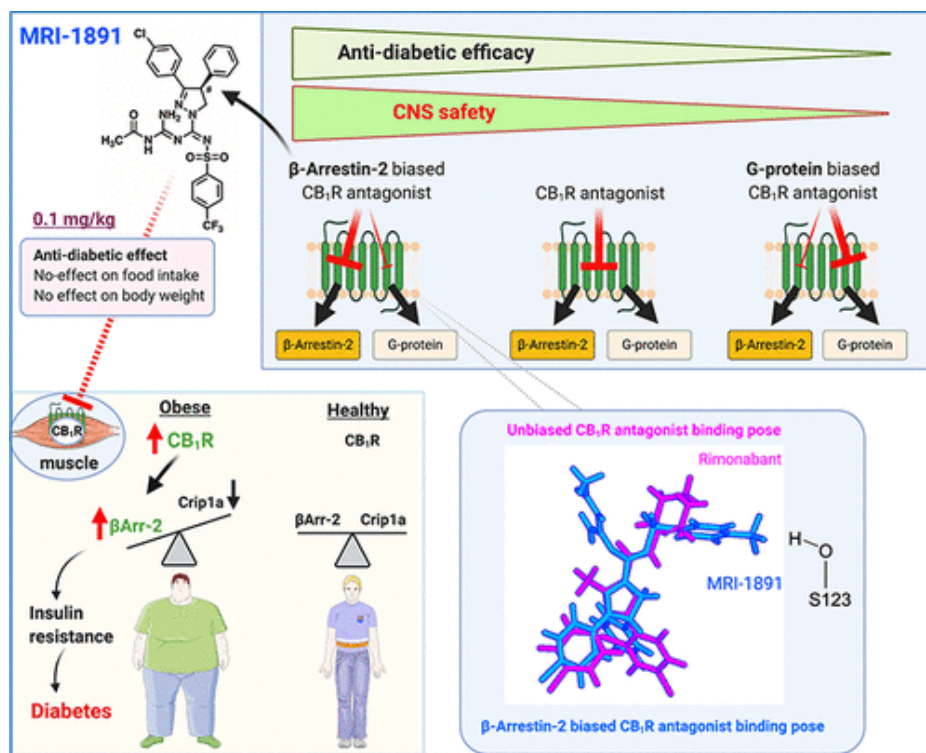 MRI-1891
Cl
N
N
NH₂
O
CH₃
N
H
N
N
O=S=O
CF₃
0.1 mg/kg
Anti-diabetic effect
No-effect on food intake
No effect on body weight
Anti-diabetic efficacy
CNS safety
β-Arrestin-2 biased
CB₁R antagonist
CB₁R antagonist
G-protein biased
CB₁R antagonist
β-Arrestin-2
G-protein
β-Arrestin-2
G-protein
β-Arrestin-2
G-protein
CB₁R
muscle
Obese
CB₁R
Crip1a
βArr-2
Insulin
resistance
Diabetes
Healthy
CB₁R
βArr-2 Crip1a
Unbiased CB₁R antagonist binding pose
Rimonabant
MRI-1891
H
O
S123
β-Arrestin-2 biased CB₁R antagonist binding pose